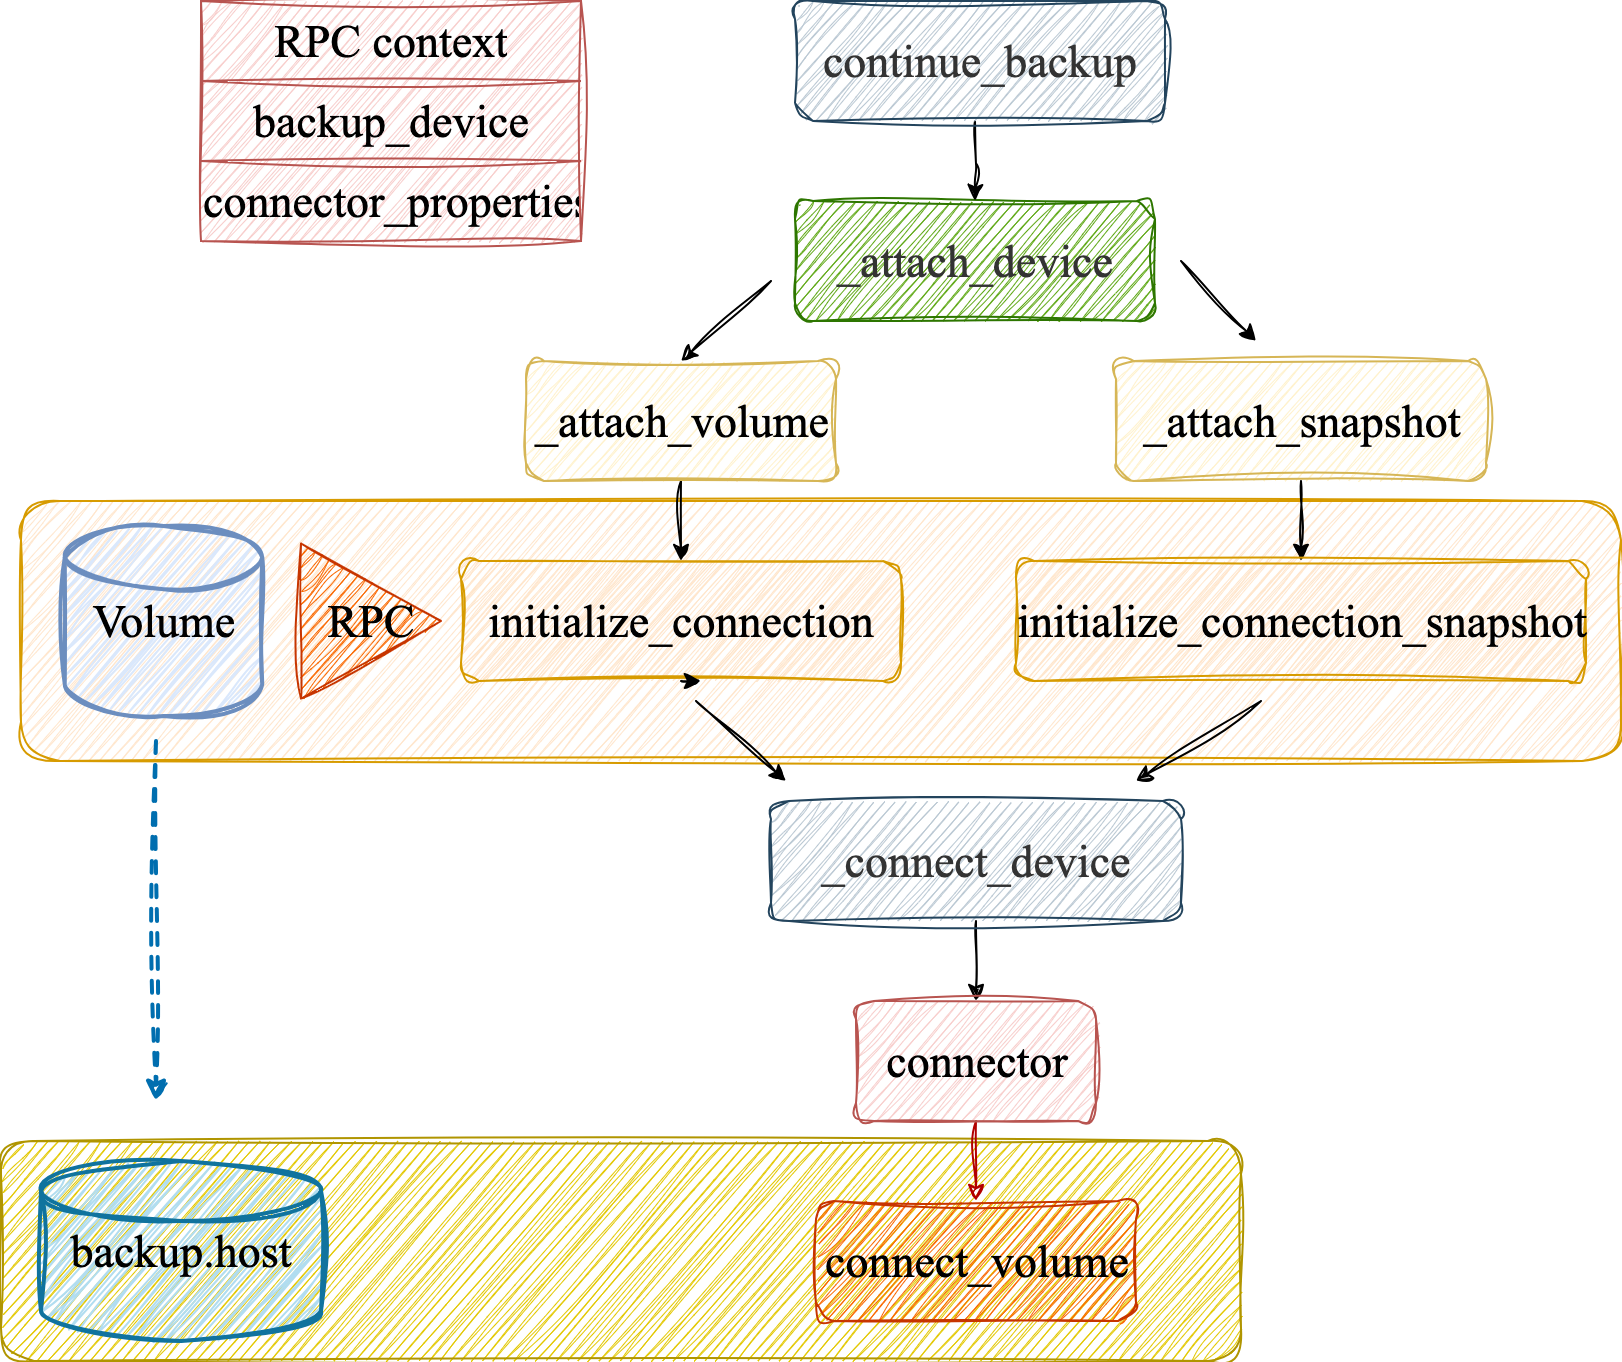 RPC context
backup_device
connector_properties
continue_backup
_attach_device
_attach_volume
_attach_snapshot
Volume
RPC
initialize_connection
initialize_connection_snapshot
_connect_device
connector
backup.host
connect_volume